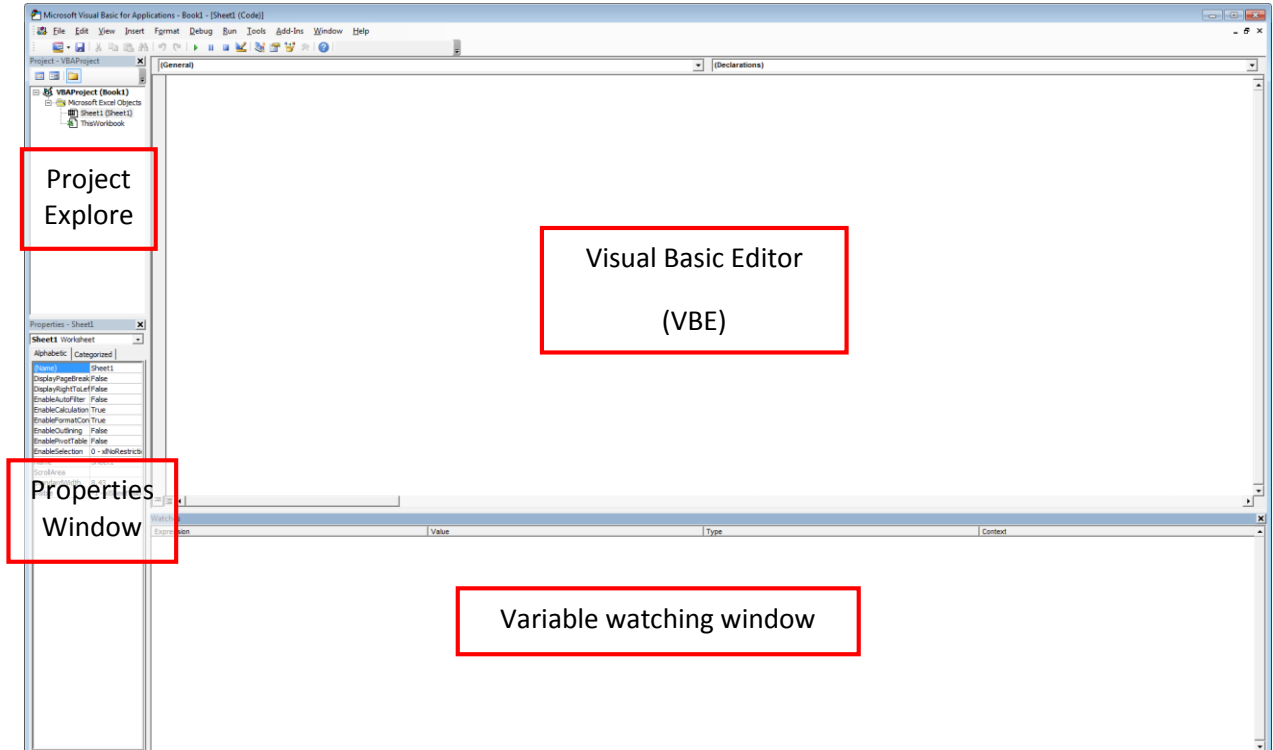 Microsoft Visual Basic for Applications - Book1 - [Sheet1 (Code)]
File Edit View Insert Format Debug Run Tools Add-Ins Window Help
Project - VBAProject
(General)
(Declarations)
VBAProject (Book1)
Microsoft Excel Objects
Sheet1 (Sheet1)
ThisWorkbook
Project
Explore
Visual Basic Editor
(VBE)
Properties - Sheet1
Sheet1 Worksheet
Alphabetic Categorized
(Name) Sheet1
DisplayPageBreak False
DisplayRightToLef False
EnableAutoFilter False
EnableCalculation True
EnableFormatCon True
EnableOutlining False
EnablePivotTable False
EnableSelection 0 - xlNoRestricti
ScrollArea
Properties
Window
Watches
Expression Value Type Context
Variable watching window